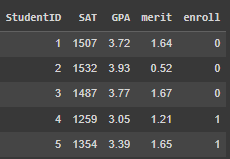 StudentID SAT GPA merit enroll
1 1507 3.72 1.64 0
2 1532 3.93 0.52 0
3 1487 3.77 1.67 0
4 1259 3.05 1.21 1
5 1354 3.39 1.65 1